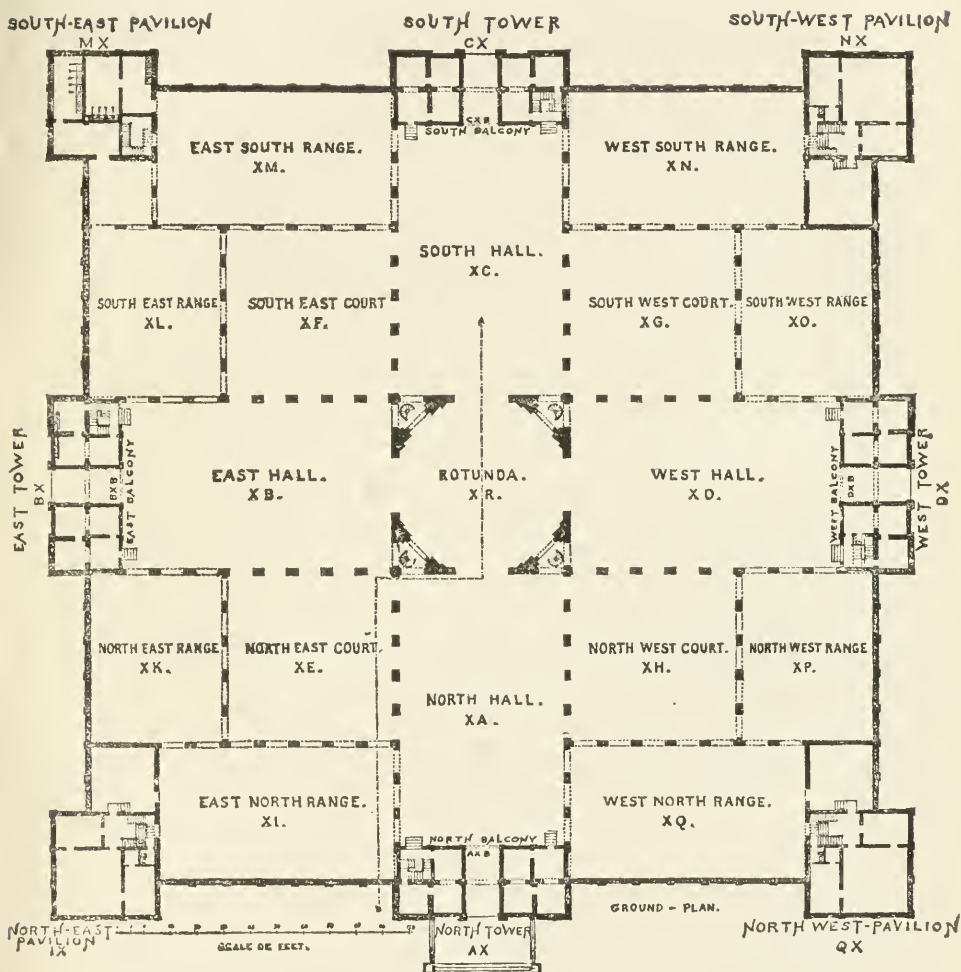 SOUTH-EAST PAVILION
MX
SOUTH TOWER
CX
SOUTH-WEST PAVILION
NX
CXB
SOUTH BALCONY
EAST SOUTH RANGE.
XM.
WEST SOUTH RANGE.
XN.
SOUTH HALL.
XC.
SOUTH EAST RANGE
XL.
SOUTH EAST COURT
XF.
SOUTH WEST COURT.
XG.
SOUTH WEST RANGE
XO.
EAST TOWER
BX
BXB
EAST BALCONY
EAST HALL.
XB.
ROTUNDA.
XR.
WEST HALL.
XD.
WEST BALCONY
DXB
WEST TOWER
DX
NORTH EAST RANGE
XK.
NORTH EAST COURT.
XE.
NORTH WEST COURT.
XH.
NORTH WEST RANGE
XP.
NORTH HALL.
XA.
EAST NORTH RANGE.
XI.
WEST NORTH RANGE.
XQ.
NORTH BALCONY
AXB
GROUND-PLAN.
NORTH-EAST
PAVILION
IX
SCALE OF FEET.
NORTH TOWER
AX
NORTH WEST-PAVILION
QX